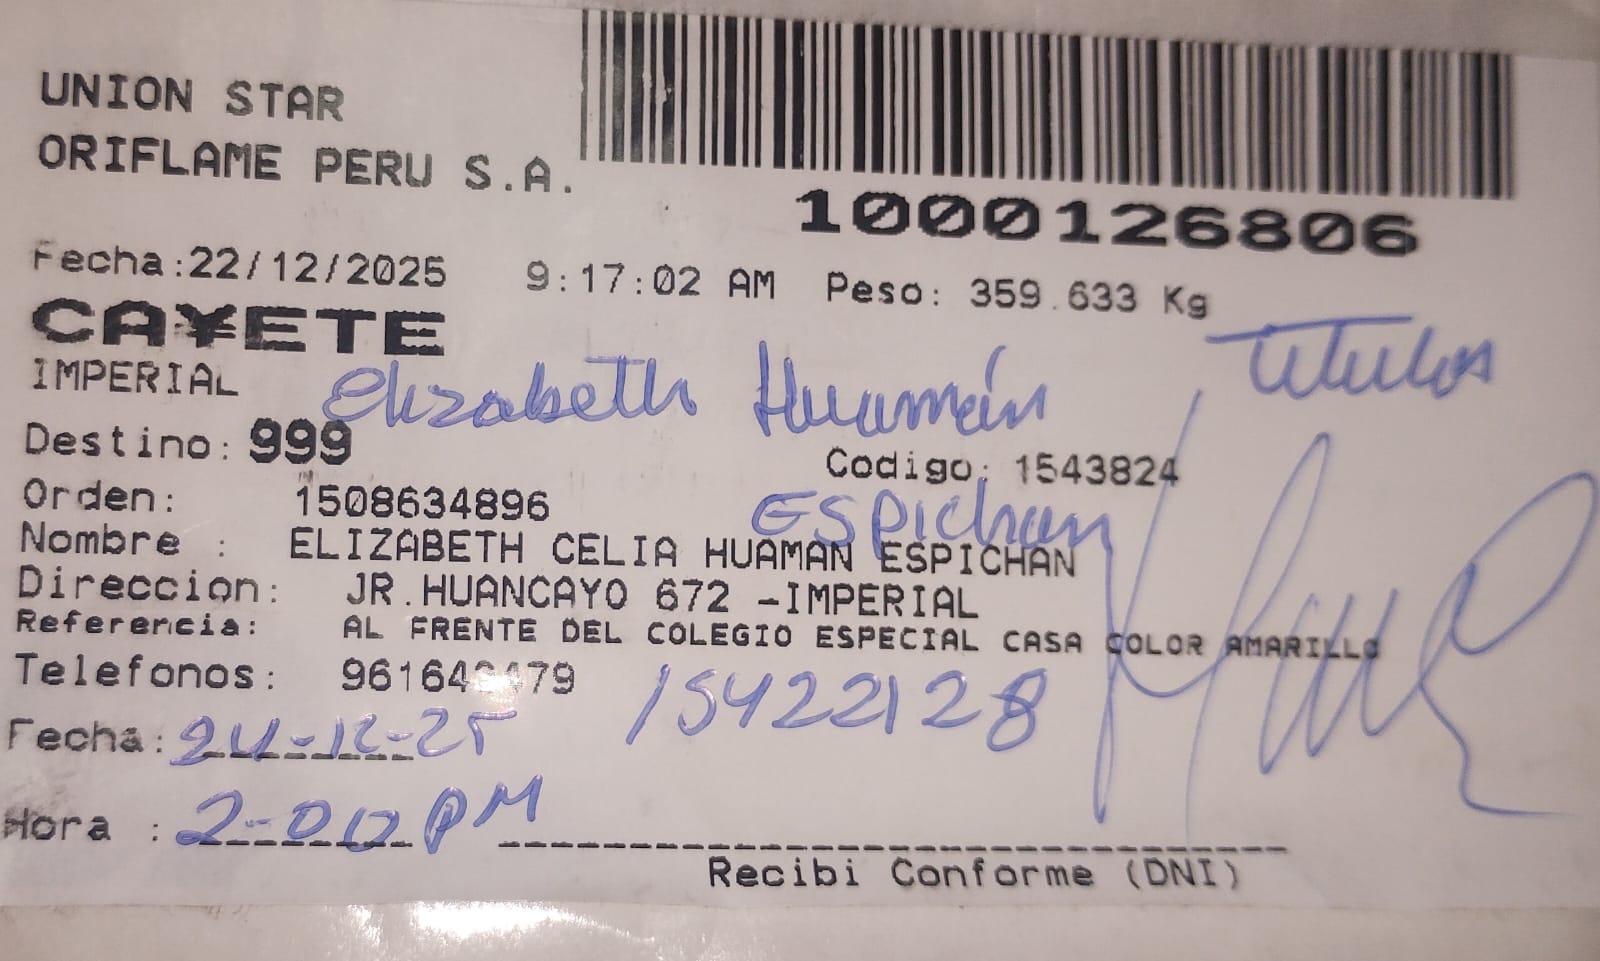 UNION STAR
ORIFLAME PERU S.A.
1000126806
Fecha:22/12/2025 9:17:02 AM Peso: 359.633 Kg
CA¥ETE
IMPERIAL Elizabeth Huamán Titular
Destino: 999 Codigo: 1543824
Orden: 1508634896 Espichan
Nombre : ELIZABETH CELIA HUAMAN ESPICHAN
Direccion: JR.HUANCAYO 672 -IMPERIAL
Referencia: AL FRENTE DEL COLEGIO ESPECIAL CASA COLOR AMARILLO
Telefonos: 15422128
Fecha: 24-12-25
Hora : 2-00 PM
Recibi Conforme (DNI)